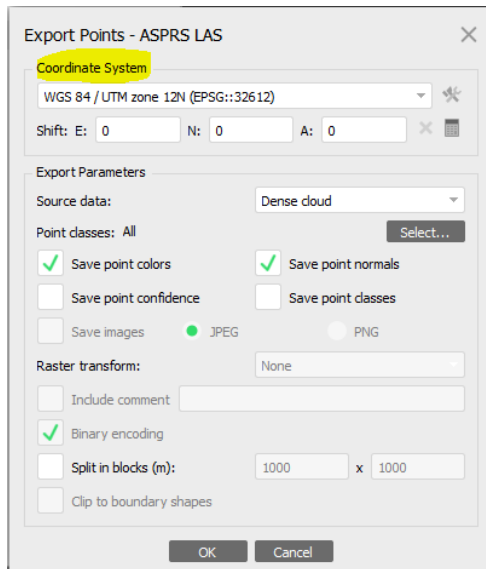 Export Points - ASPRS LAS
Coordinate System
WGS 84 / UTM zone 12N (EPSG::32612)
Shift: E: 0 N: 0 A: 0
Export Parameters
Source data: Dense cloud
Point classes: All Select...
Save point colors Save point normals
Save point confidence Save point classes
Save images JPEG PNG
Raster transform: None
Include comment
Binary encoding
Split in blocks (m): 1000 x 1000
Clip to boundary shapes
OK Cancel